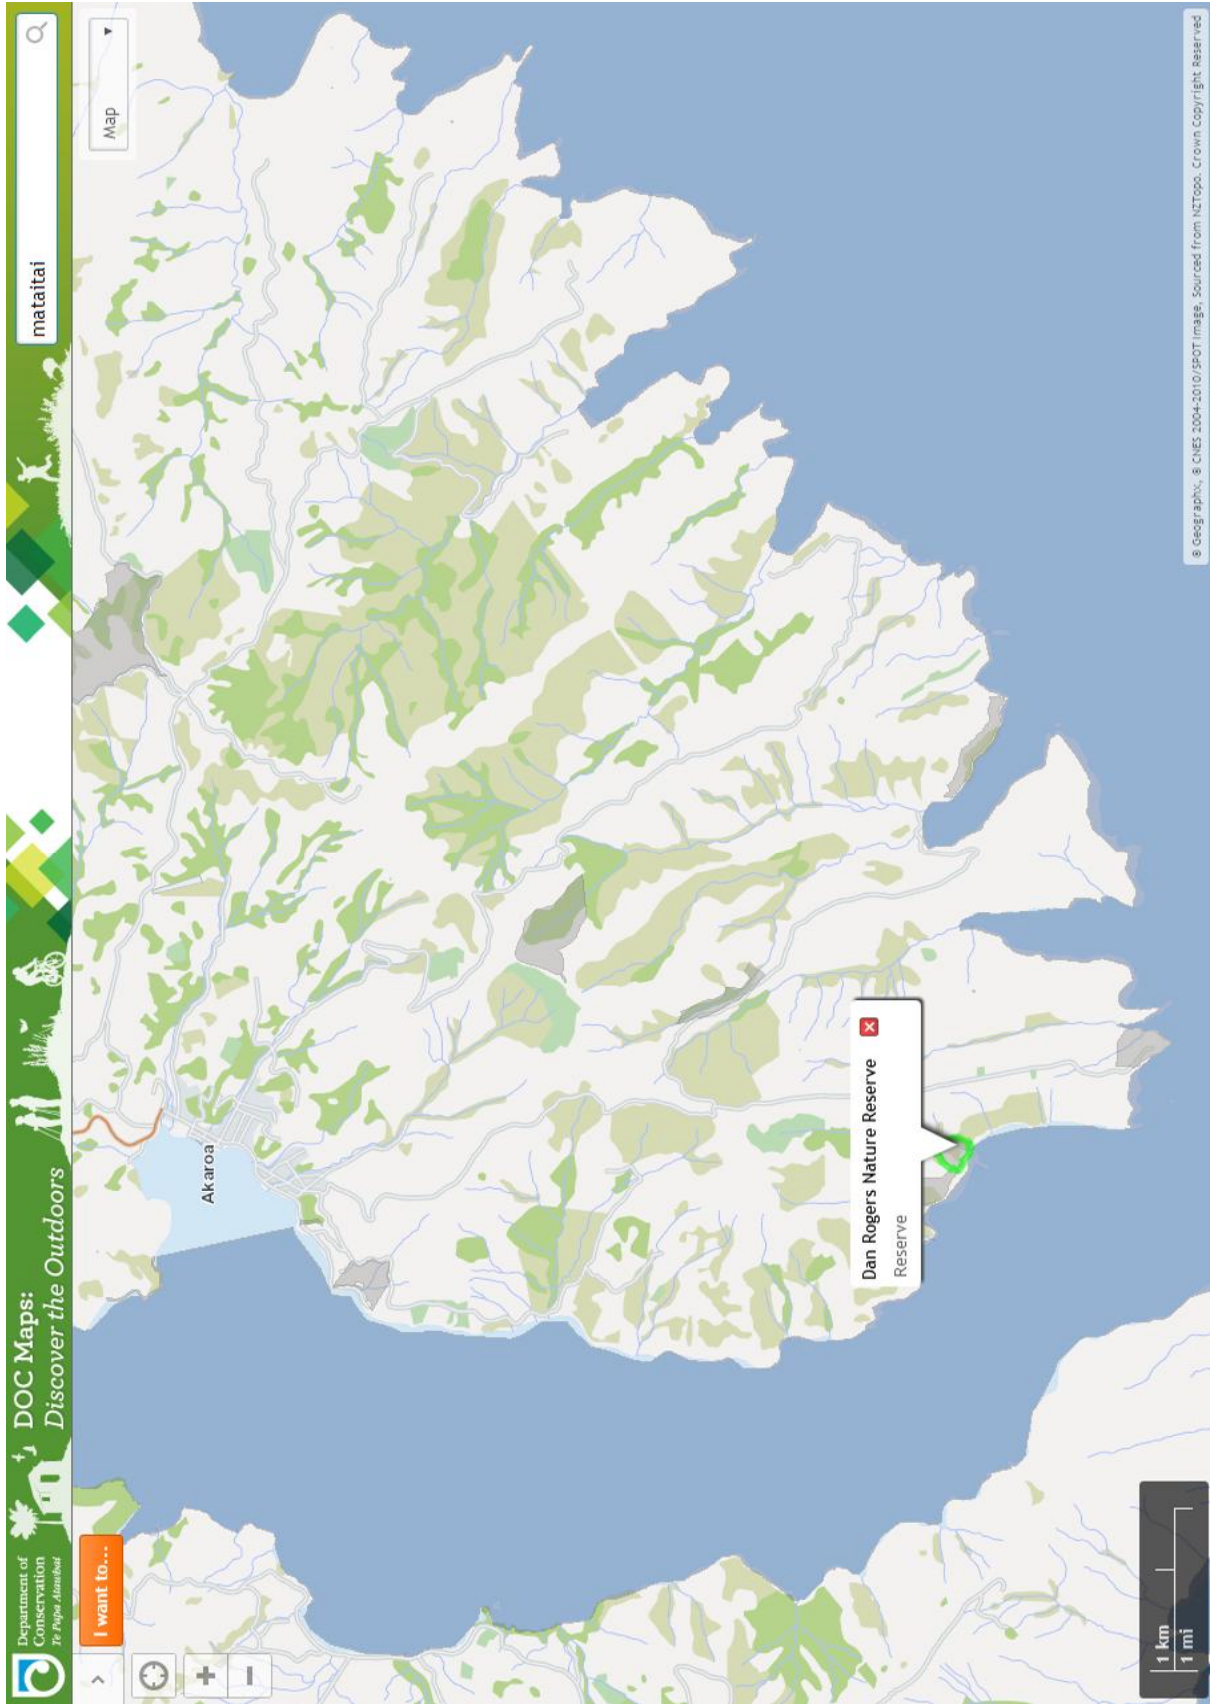 Department of
Conservation
Te Papa Atawbai
DOC Maps:
Discover the Outdoors
mataitai
I want to...
Map
Akaroa
Dan Rogers Nature Reserve
Reserve
1 km
1 mi
© Geographx, © CNES 2004-2010/SPOT Image, Sourced from NZTopo. Crown Copyright Reserved